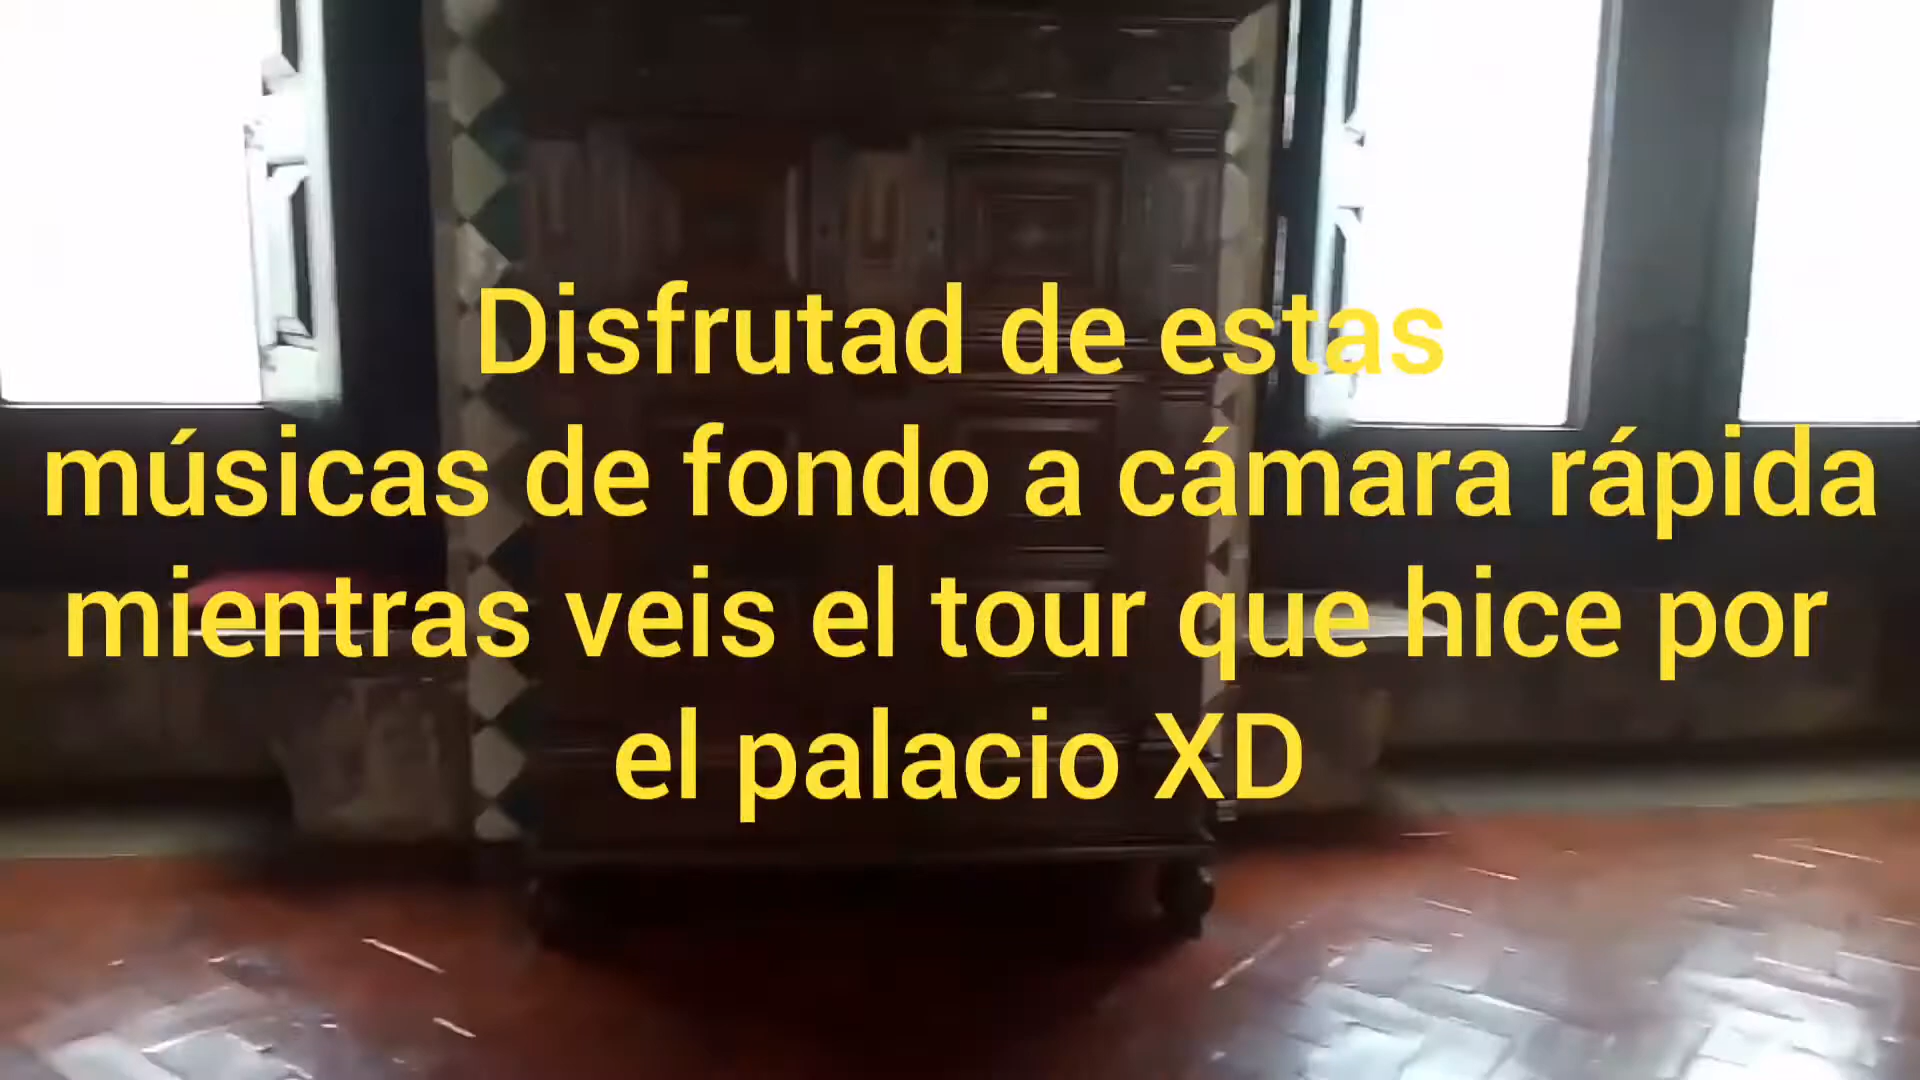 Disfrutad de estas
músicas de fondo a cámara rápida
mientras veis el tour que hice por
el palacio XD